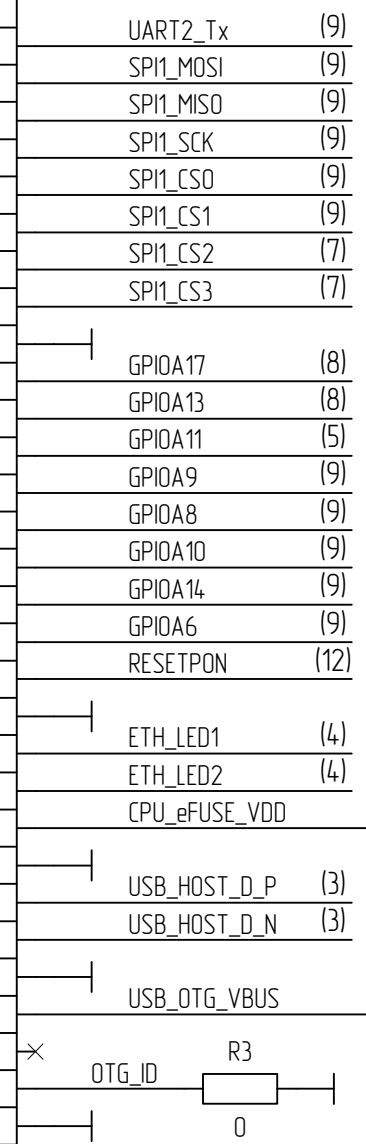 UART2_Tx (9)
SPI1_MOSI (9)
SPI1_MISO (9)
SPI1_SCK (9)
SPI1_CS0 (9)
SPI1_CS1 (9)
SPI1_CS2 (7)
SPI1_CS3 (7)
GPIOA17 (8)
GPIOA13 (8)
GPIOA11 (5)
GPIOA9 (9)
GPIOA8 (9)
GPIOA10 (9)
GPIOA14 (9)
GPIOA6 (9)
RESETPON (12)
ETH_LED1 (4)
ETH_LED2 (4)
CPU_eFUSE_VDD
USB_HOST_D_P (3)
USB_HOST_D_N (3)
USB_OTG_VBUS
R3
OTG_ID
0